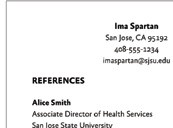 Ima Spartan
San Jose, CA 95192
408-555-1234
imaspartan@sjsu.edu
REFERENCES
Alice Smith
Associate Director of Health Services
San Jose State University